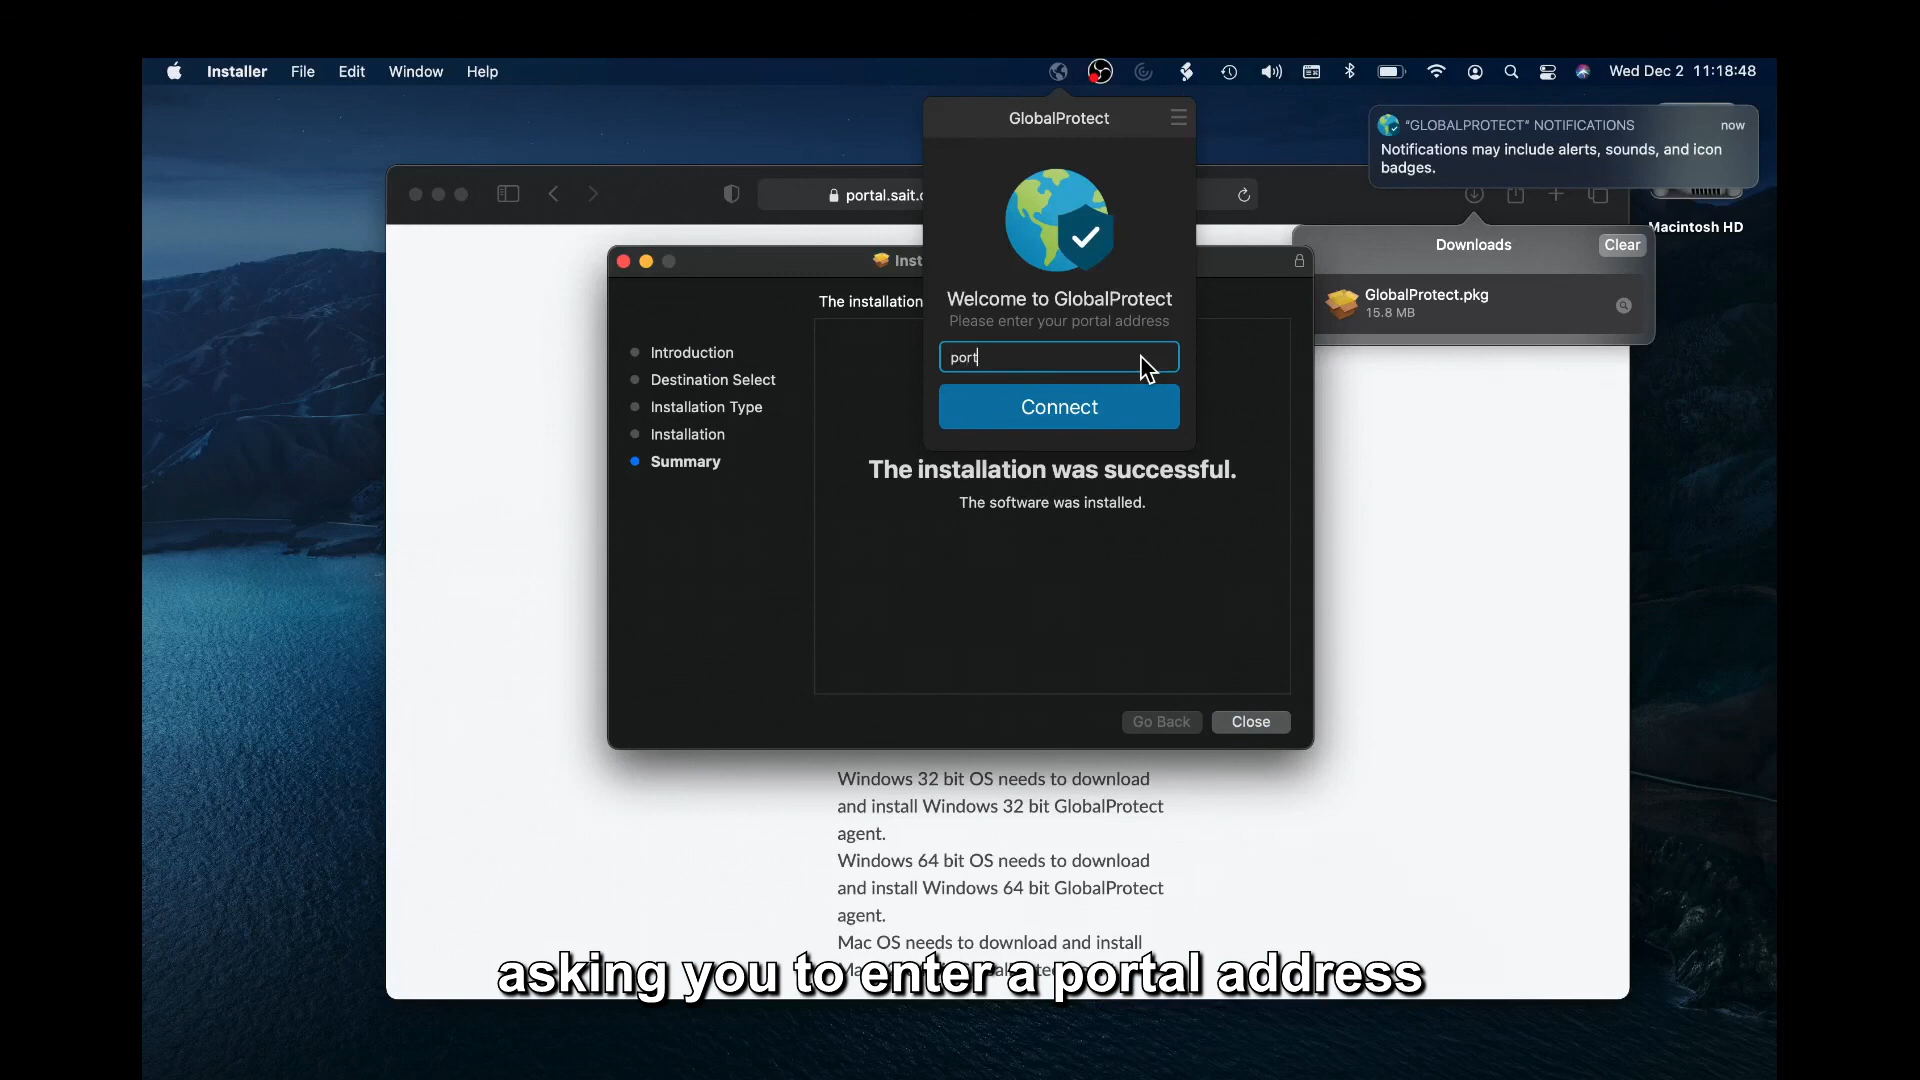 Installer File Edit Window Help
Wed Dec 2 11:18:48
GlobalProtect
"GLOBALPROTECT" NOTIFICATIONS now
Notifications may include alerts, sounds, and icon
badges.
portal.sait.
Macintosh HD
Downloads Clear
GlobalProtect.pkg
15.8 MB
Welcome to GlobalProtect
Please enter your portal address
port
Connect
The installation
Introduction
Destination Select
Installation Type
Installation
Summary
The installation was successful.
The software was installed.
Go Back Close
Windows 32 bit OS needs to download
and install Windows 32 bit GlobalProtect
agent.
Windows 64 bit OS needs to download
and install Windows 64 bit GlobalProtect
agent.
Mac OS needs to download and install
asking you to enter a portal address